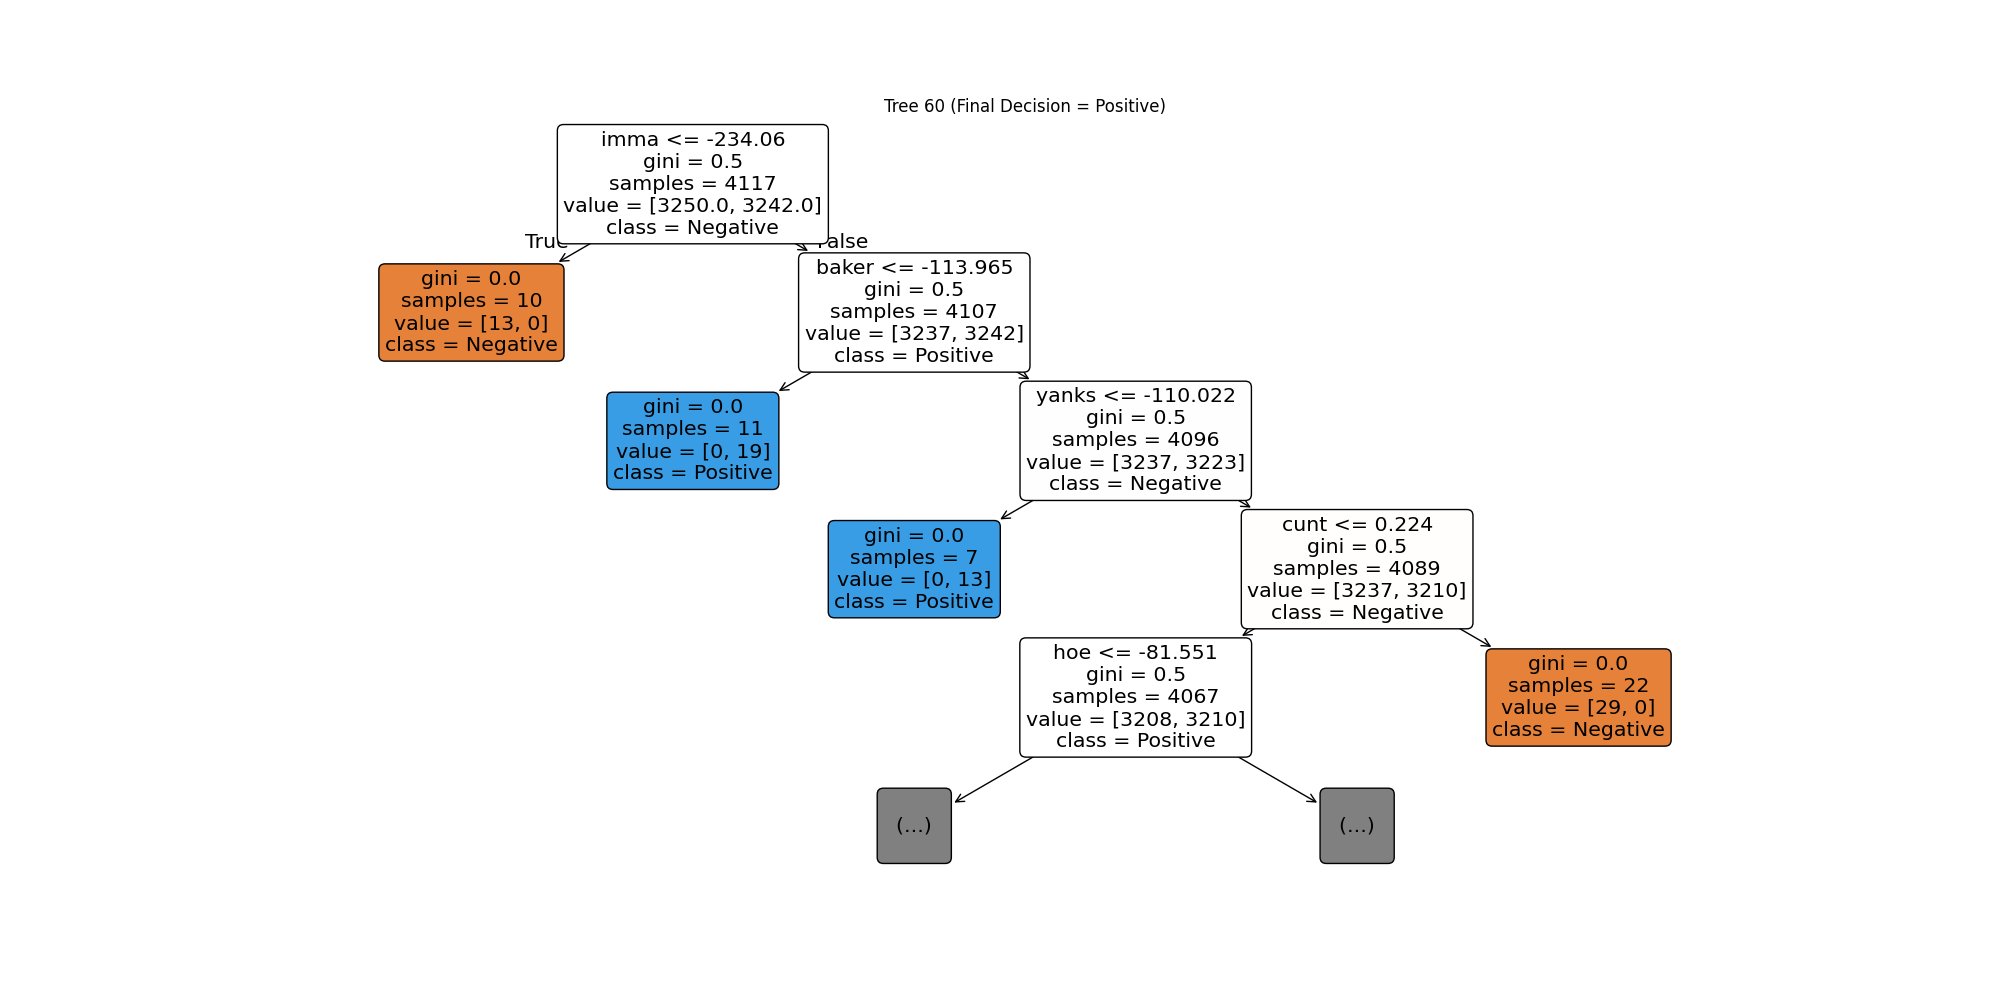 Tree 60 (Final Decision = Positive)
imma <= -234.06
gini = 0.5
samples = 4117
value = [3250.0, 3242.0]
class = Negative
True
False
gini = 0.0
samples = 10
value = [13, 0]
class = Negative
baker <= -113.965
gini = 0.5
samples = 4107
value = [3237, 3242]
class = Positive
gini = 0.0
samples = 11
value = [0, 19]
class = Positive
yanks <= -110.022
gini = 0.5
samples = 4096
value = [3237, 3223]
class = Negative
gini = 0.0
samples = 7
value = [0, 13]
class = Positive
cunt <= 0.224
gini = 0.5
samples = 4089
value = [3237, 3210]
class = Negative
hoe <= -81.551
gini = 0.5
samples = 4067
value = [3208, 3210]
class = Positive
gini = 0.0
samples = 22
value = [29, 0]
class = Negative
(...)
(...)